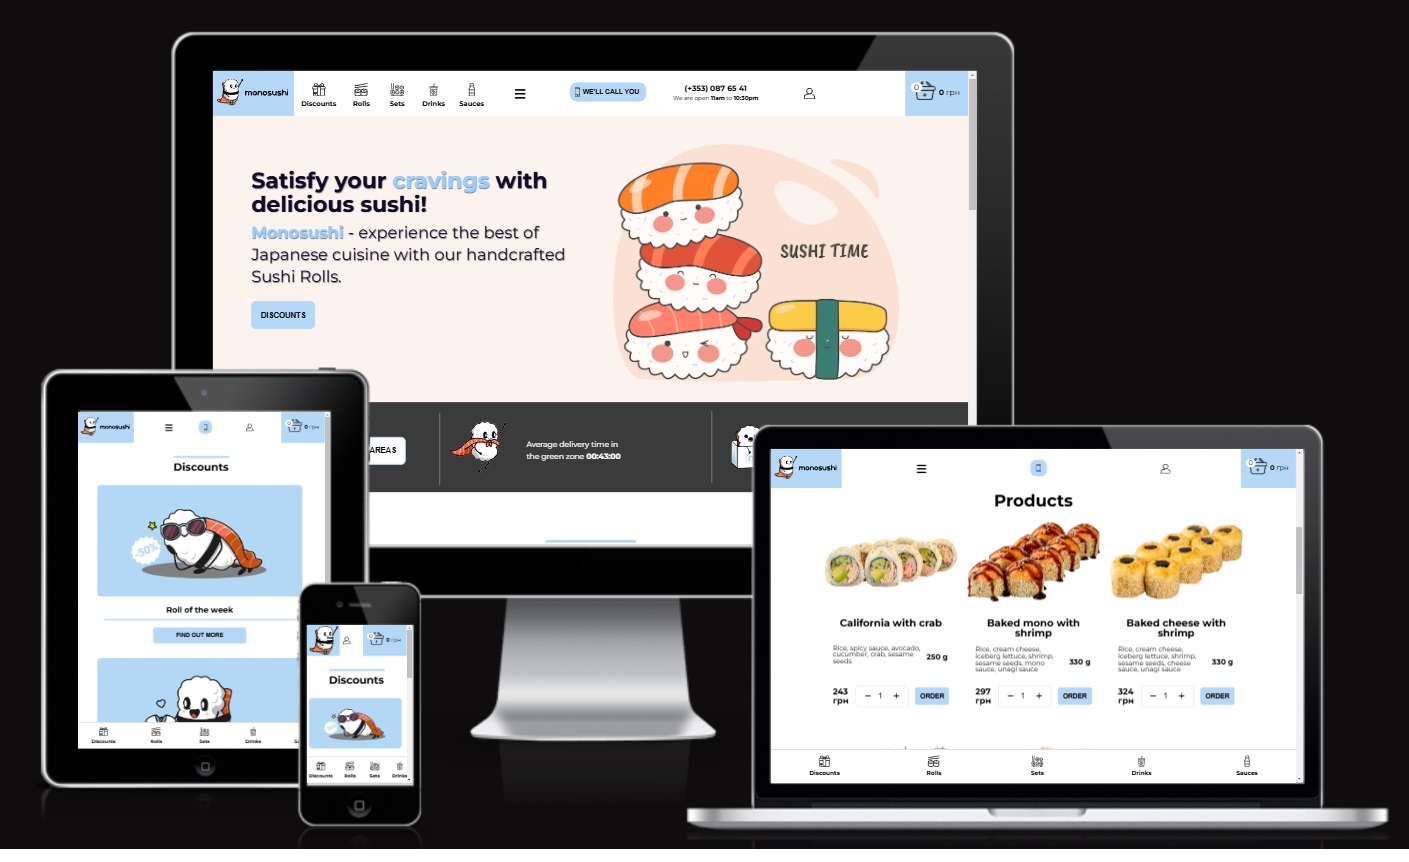 monosushi
Discounts
Rolls
Sets
Drinks
Sauces
WE'LL CALL YOU
(+353) 087 65 41
We are open 11am to 10:30pm
0
0 грн
Satisfy your cravings with
delicious sushi!
Monosushi - experience the best of
Japanese cuisine with our handcrafted
Sushi Rolls.
DISCOUNTS
SUSHI TIME
AREAS
Average delivery time in
the green zone 00:43:00
monosushi
0
0 грн
Discounts
-50%
Roll of the week
FIND OUT MORE
Discounts
Rolls
Sets
Drinks
0
0 грн
Discounts
Discounts
Rolls
Sets
Drinks
monosushi
0
0 грн
Products
California with crab
Rice, spicy sauce, avocado,
cucumber, crab, sesame
seeds
250 g
243
грн
− 1 +
ORDER
Baked mono with
shrimp
Rice, cream cheese,
iceberg lettuce, shrimp,
sesame seeds, mono
sauce, unagi sauce
330 g
297
грн
− 1 +
ORDER
Baked cheese with
shrimp
Rice, cream cheese,
iceberg lettuce, shrimp,
sesame seeds, cheese
sauce, unagi sauce
330 g
324
грн
− 1 +
ORDER
Discounts
Rolls
Sets
Drinks
Sauces